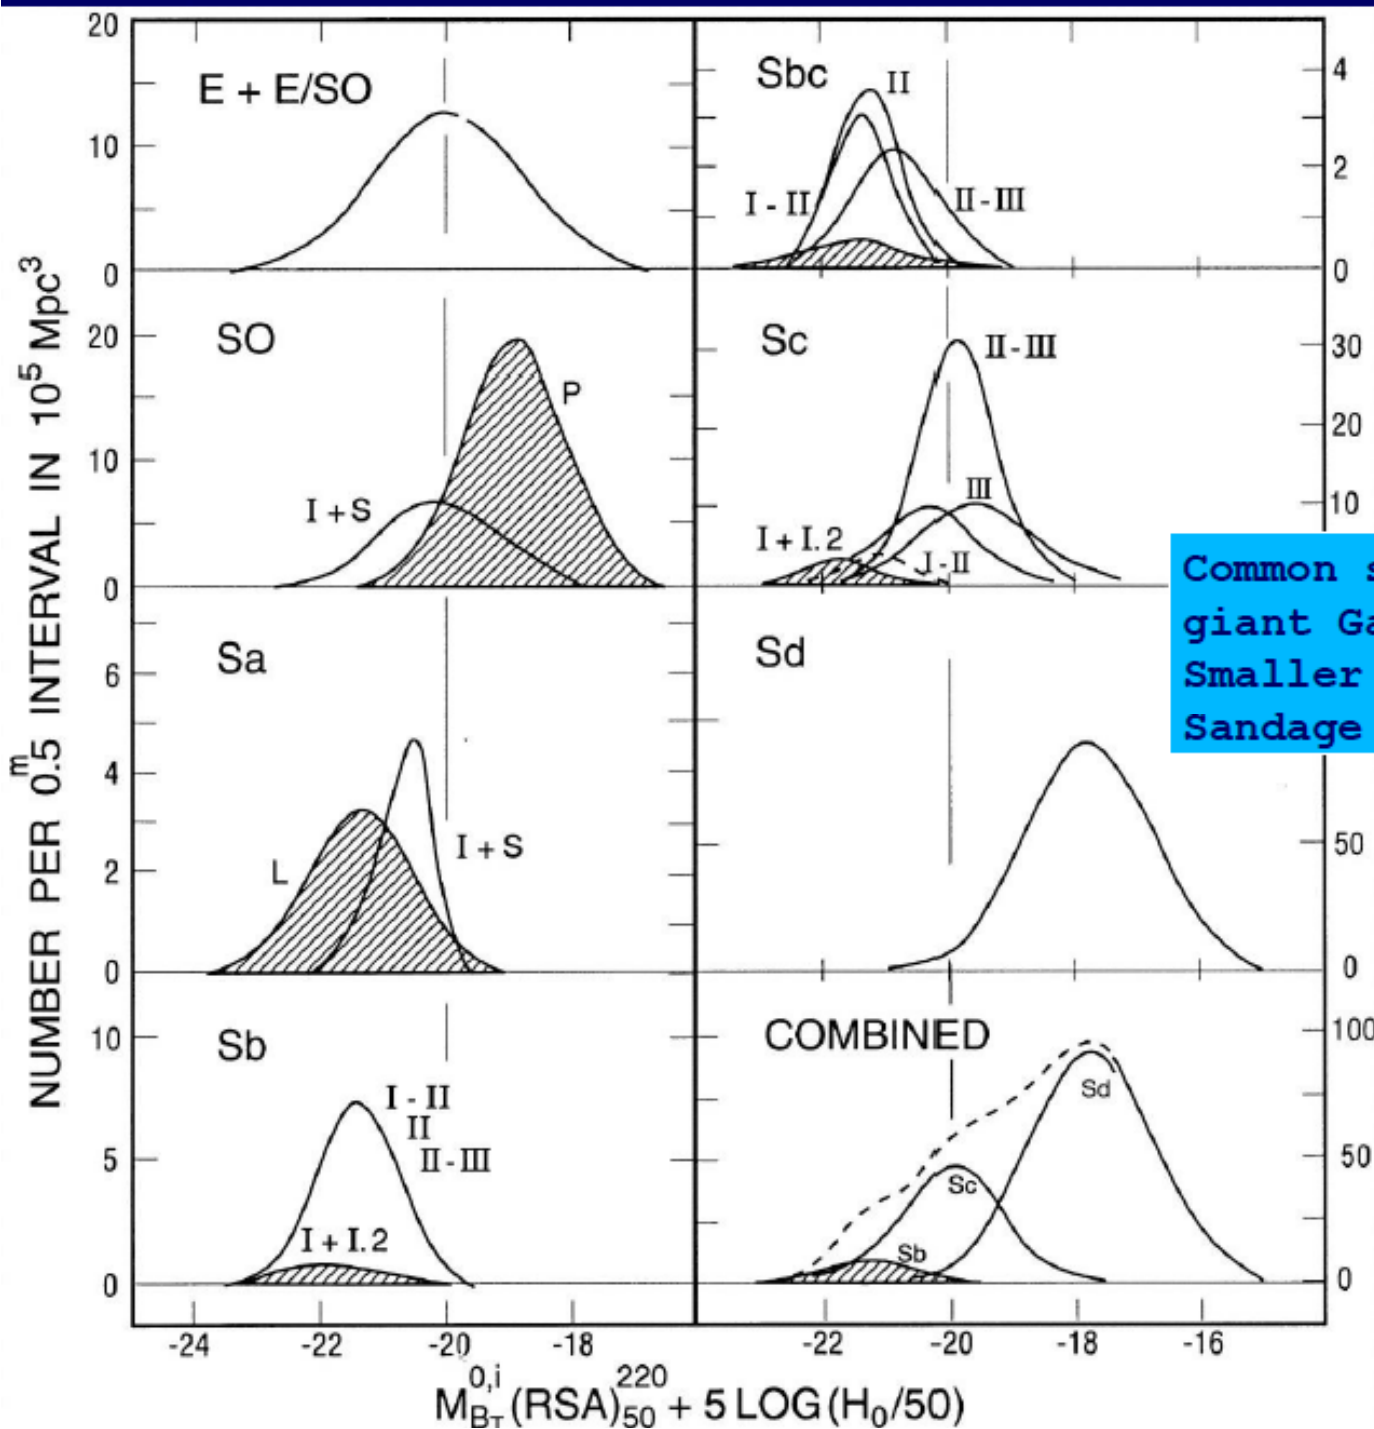 20
10
0
E + E/SO
20
10
0
SO
I + S
P
6
4
2
0
Sa
L
I + S
10
5
0
Sb
I - II
II
II - III
I + I.2
-24 -22 -20 -18
Sbc
II
I - II
II - III
4
2
0
Sc
II - III
III
I + I.2
I - II
30
20
10
Sd
50
0
COMBINED
Sd
Sc
Sb
100
50
0
-22 -20 -18 -16
NUMBER PER 0.5m INTERVAL IN 10^5 Mpc^3
M_BT^0,i (RSA)_50^220 + 5 LOG (H_0/50)
Common
giant
Smaller
Sandage